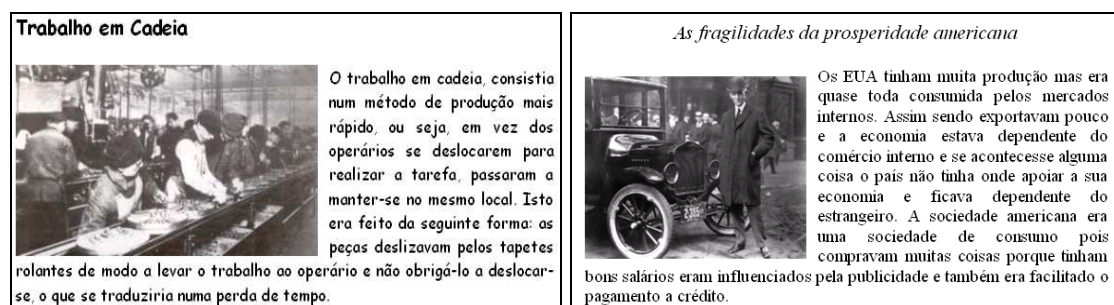 Trabalho em Cadeia
O trabalho em cadeia, consistia
num método de produção mais
rápido, ou seja, em vez dos
operários se deslocarem para
realizar a tarefa, passaram a
manter-se no mesmo local. Isto
era feito da seguinte forma: as
peças deslizavam pelos tapetes
rolantes de modo a levar o trabalho ao operário e não obrigá-lo a deslocar-
se, o que se traduziria numa perda de tempo.
As fragilidades da prosperidade americana
Os EUA tinham muita produção mas era
quase toda consumida pelos mercados
internos. Assim sendo exportavam pouco
e a economia estava dependente do
comércio interno e se acontecesse alguma
coisa o país não tinha onde apoiar a sua
economia e ficava dependente do
estrangeiro. A sociedade americana era
uma sociedade de consumo pois
compravam muitas coisas porque tinham
bons salários eram influenciados pela publicidade e também era facilitado o
pagamento a crédito.